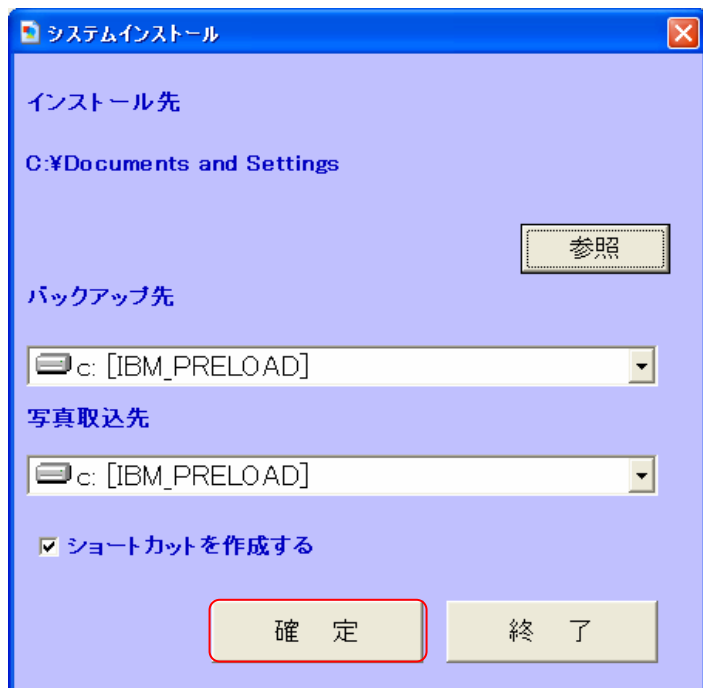 システムインストール
インストール先
C:¥Documents and Settings
参照
バックアップ先
c: [IBM_PRELOAD]
写真取込先
c: [IBM_PRELOAD]
ショートカットを作成する
確　定
終　了